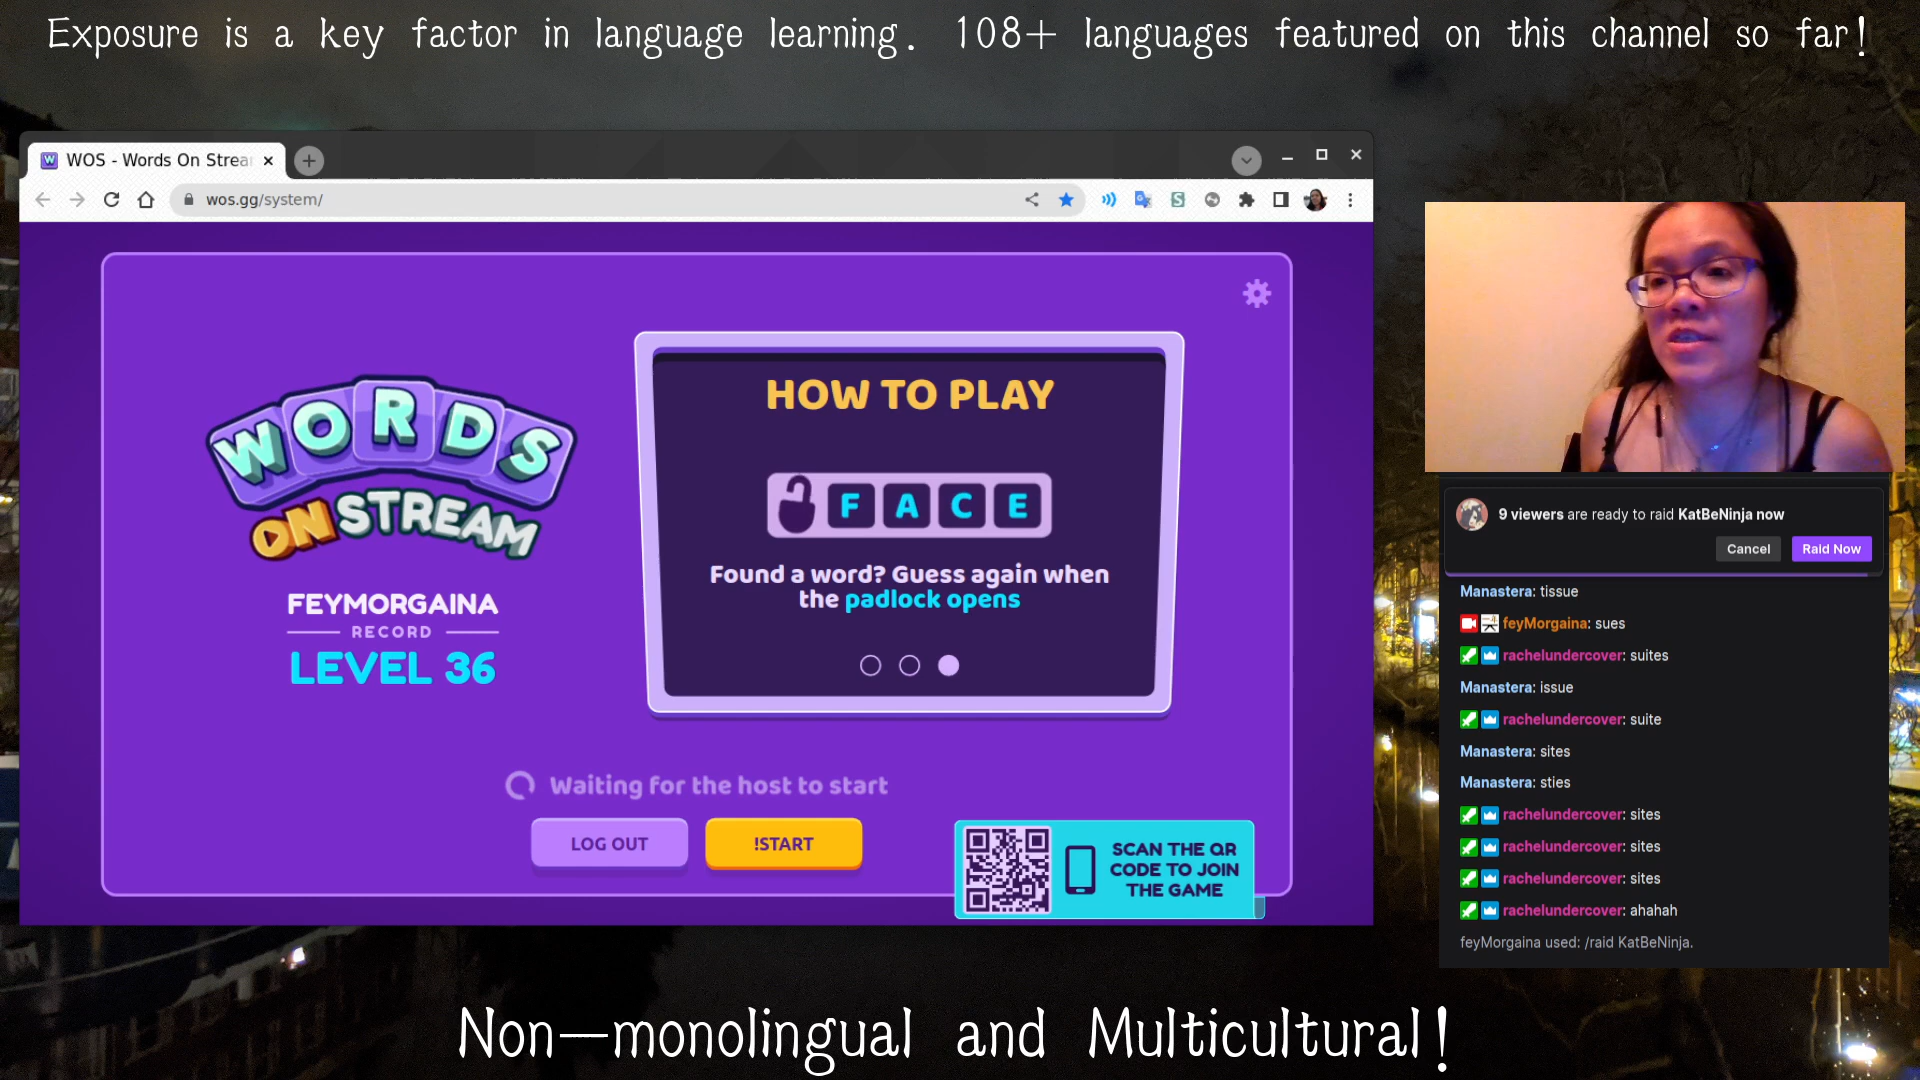 Exposure is a key factor in language learning. 108+ languages featured on this channel so far!
WOS - Words On Strea
wos.gg/system/
WORDS
ON STREAM
FEYMORGAINA
RECORD
LEVEL 36
HOW TO PLAY
FACE
Found a word? Guess again when
the padlock opens
Waiting for the host to start
LOG OUT
!START
SCAN THE QR
CODE TO JOIN
THE GAME
9 viewers are ready to raid KatBeNinja now
Cancel
Raid Now
Manastera: tissue
feyMorgaina: sues
rachelundercover: suites
Manastera: issue
rachelundercover: suite
Manastera: sites
Manastera: sties
rachelundercover: sites
rachelundercover: sites
rachelundercover: sites
rachelundercover: ahahah
feyMorgaina used: /raid KatBeNinja.
Non-monolingual and Multicultural!